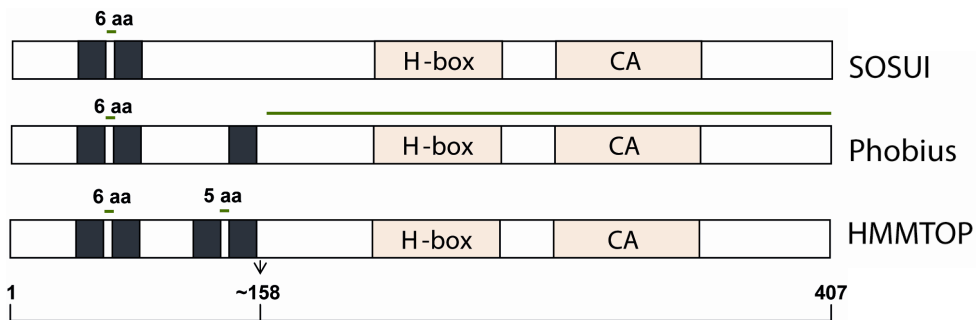 6 aa
H-box CA SOSUI
6 aa
H-box CA Phobius
6 aa 5 aa
H-box CA HMMTOP
1 ~158 407